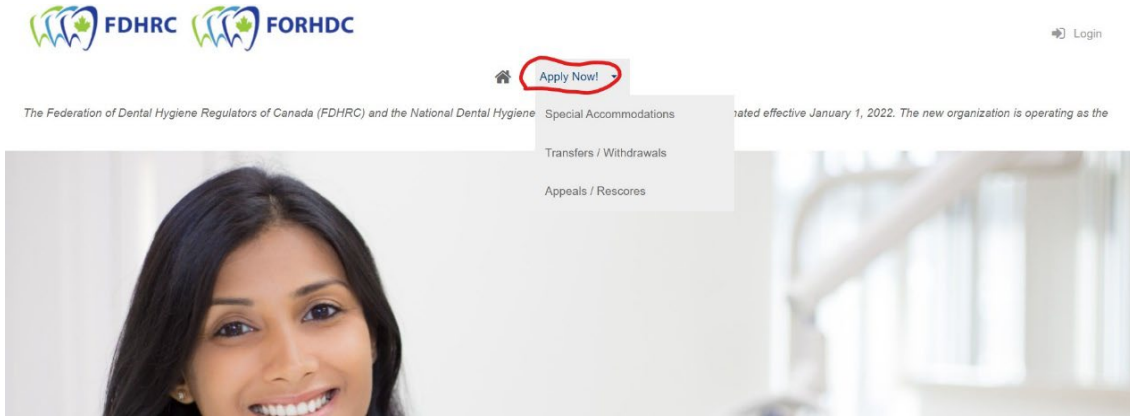 FDHRC FORHDC
Login
Apply Now!
The Federation of Dental Hygiene Regulators of Canada (FDHRC) and the National Dental Hygiene nated effective January 1, 2022. The new organization is operating as the
Special Accommodations
Transfers / Withdrawals
Appeals / Rescores